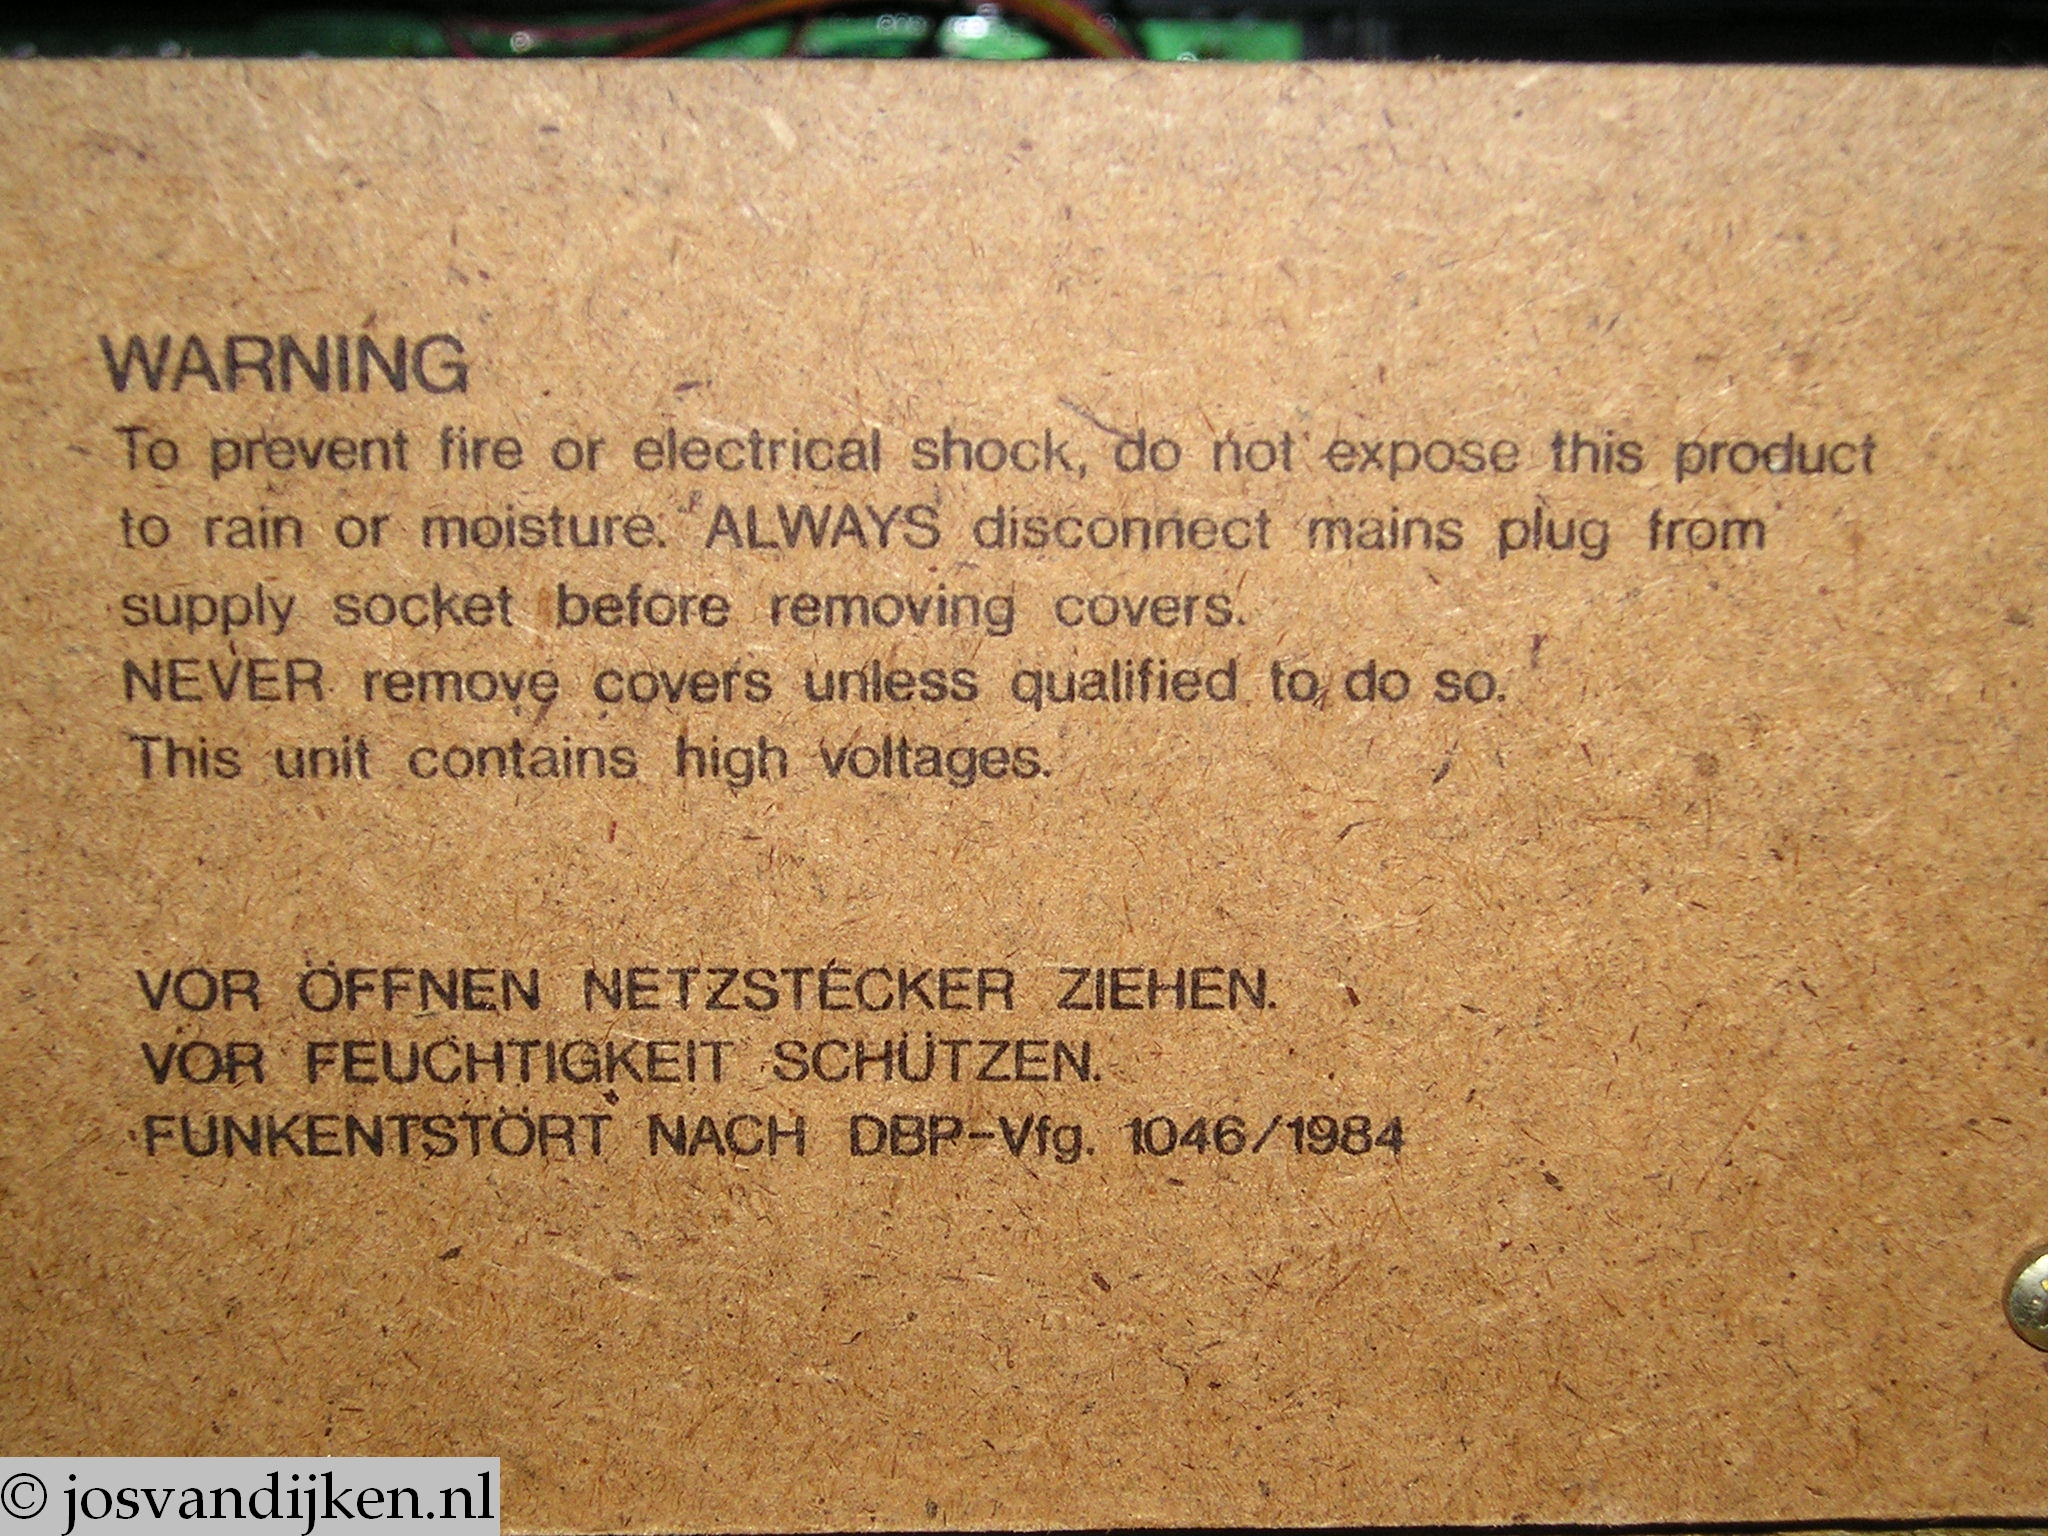 WARNING
To prevent fire or electrical shock, do not expose this product
to rain or moisture. ALWAYS disconnect mains plug from
supply socket before removing covers.
NEVER remove covers unless qualified to do so.
This unit contains high voltages.
VOR ÖFFNEN NETZSTECKER ZIEHEN.
VOR FEUCHTIGKEIT SCHÜTZEN.
FUNKENTSTÖRT NACH DBP-Vfg. 1046/1984
© josvandijken.nl